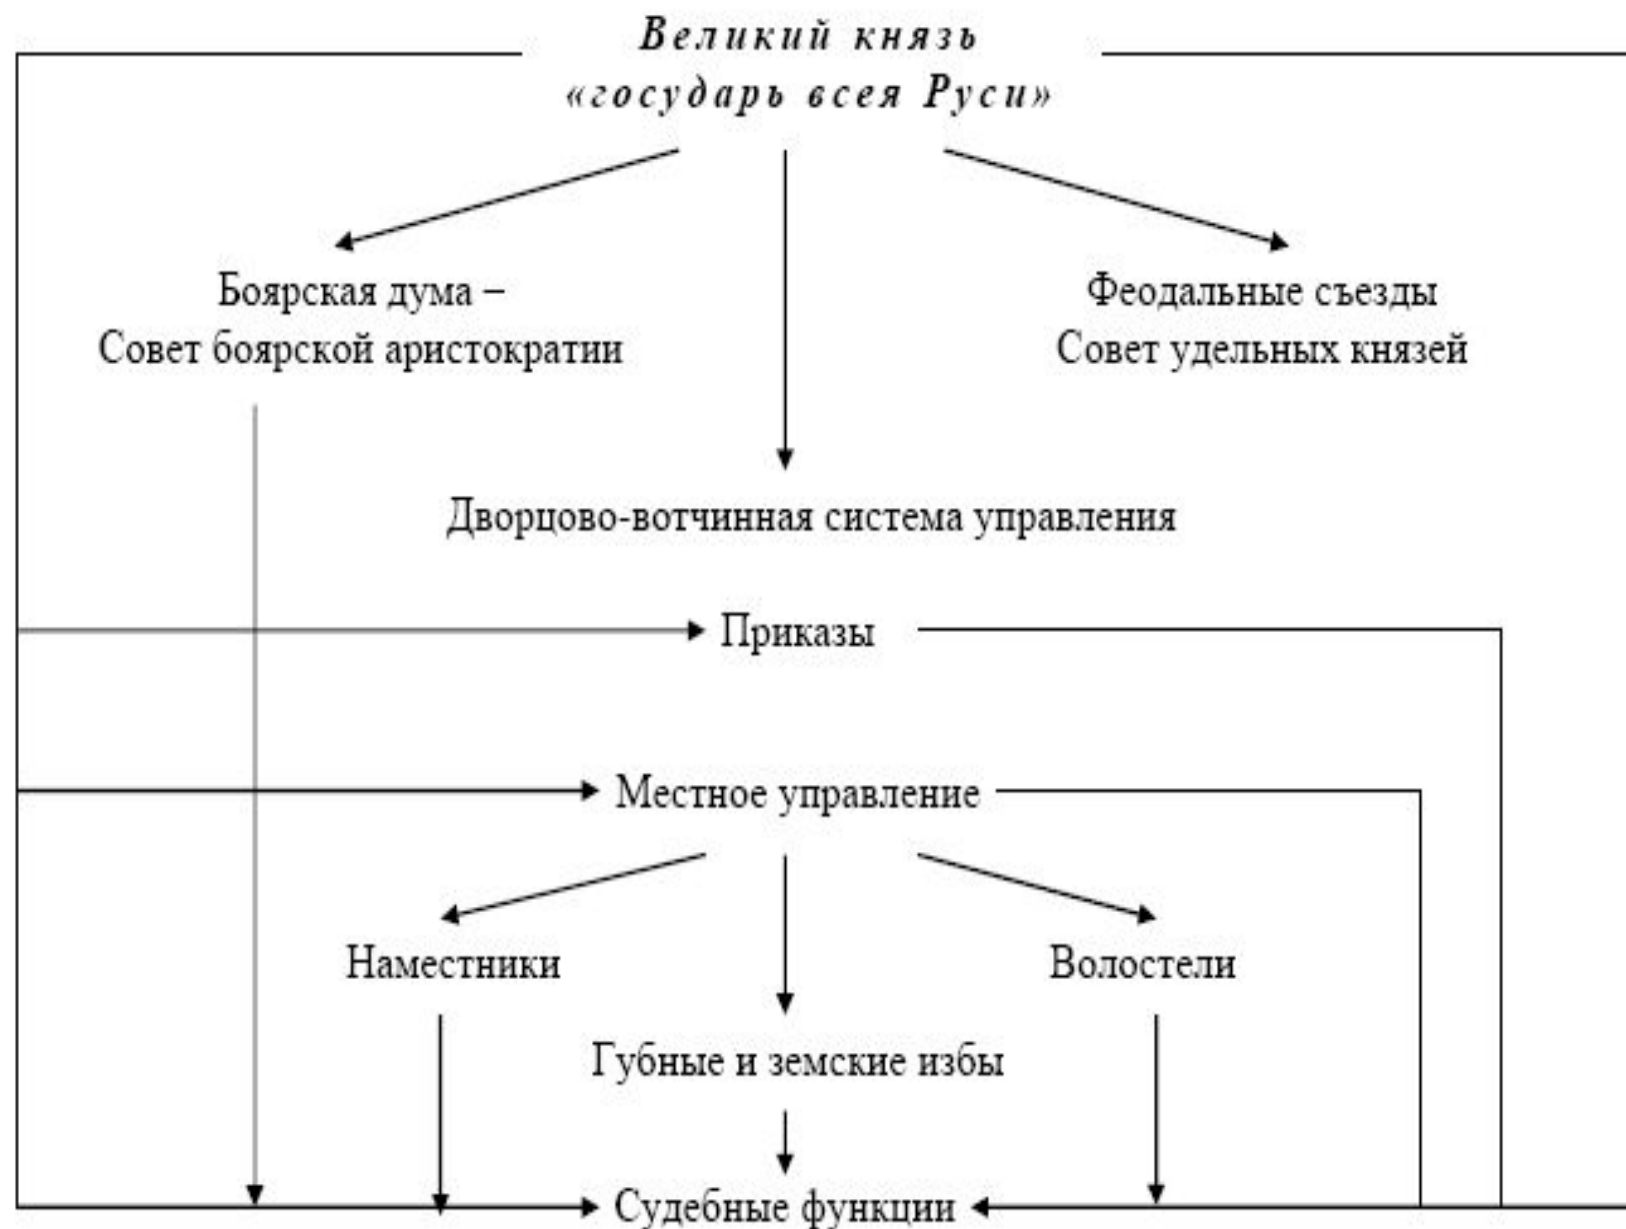 Великий князь
«государь всея Руси»
Боярская дума –
Совет боярской аристократии
Феодальные съезды
Совет удельных князей
Дворцово-вотчинная система управления
Приказы
Местное управление
Наместники
Волостели
Губные и земские избы
Судебные функции